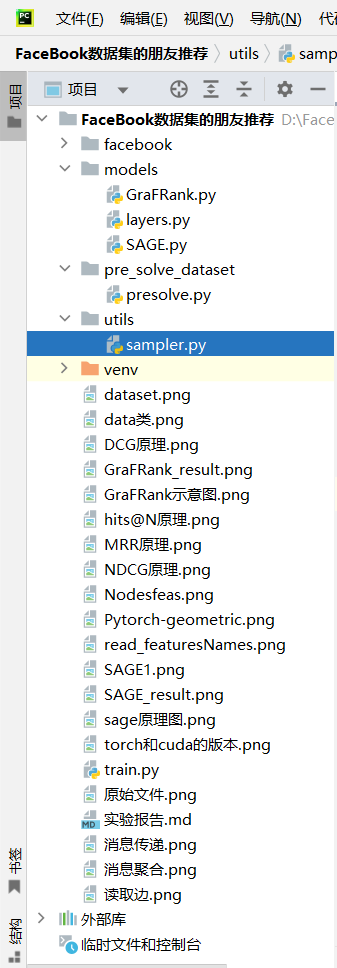 PC
文件(F) 编辑(E) 视图(V) 导航(N) 代
FaceBook数据集的朋友推荐 utils samp
项目
项目
FaceBook数据集的朋友推荐 D:\Face
facebook
models
GraFRank.py
layers.py
SAGE.py
pre_solve_dataset
presolve.py
utils
sampler.py
venv
dataset.png
data类.png
DCG原理.png
GraFRank_result.png
GraFRank示意图.png
hits@N原理.png
MRR原理.png
NDCG原理.png
Nodesfeas.png
Pytorch-geometric.png
read_featuresNames.png
SAGE1.png
SAGE_result.png
sage原理图.png
torch和cuda的版本.png
train.py
原始文件.png
MD 实验报告.md
消息传递.png
消息聚合.png
读取边.png
外部库
临时文件和控制台
书签
结构